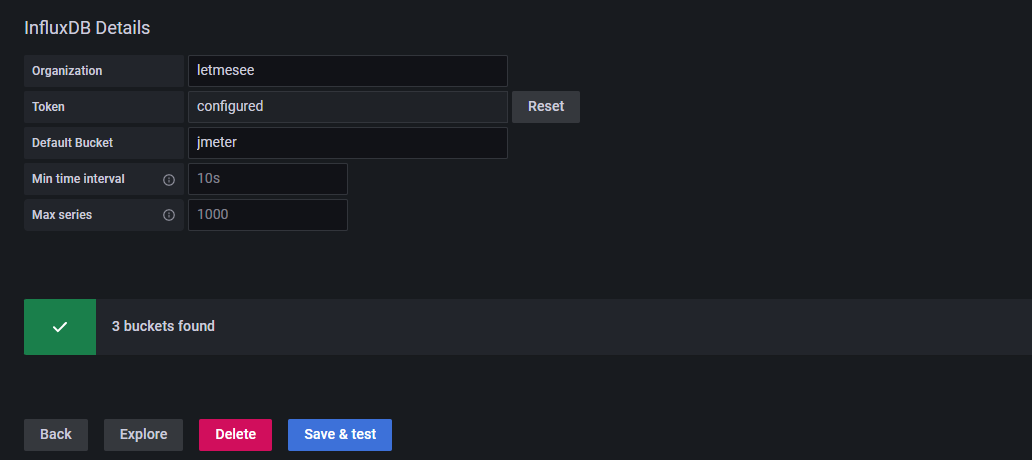 InfluxDB Details
Organization letmesee
Token configured Reset
Default Bucket jmeter
Min time interval 10s
Max series 1000
3 buckets found
Back Explore Delete Save & test